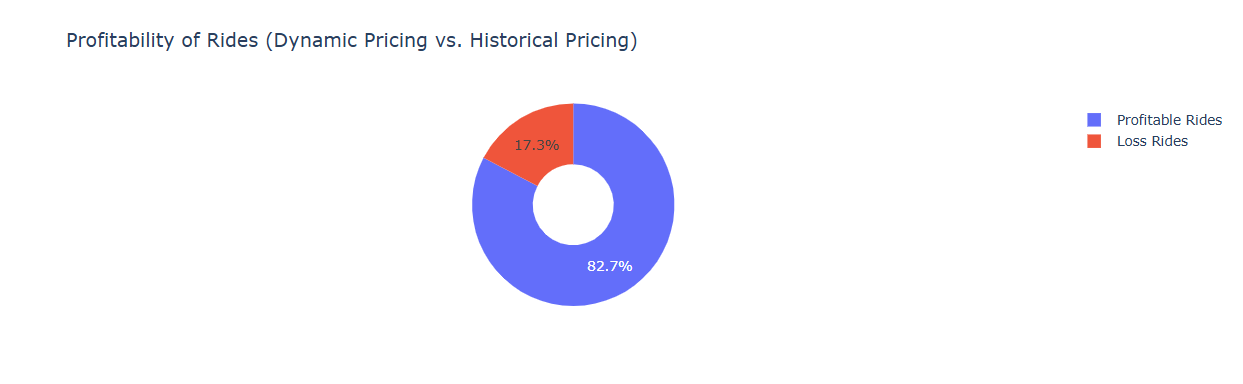 Profitability of Rides (Dynamic Pricing vs. Historical Pricing)
Profitable Rides
Loss Rides
17.3%
82.7%